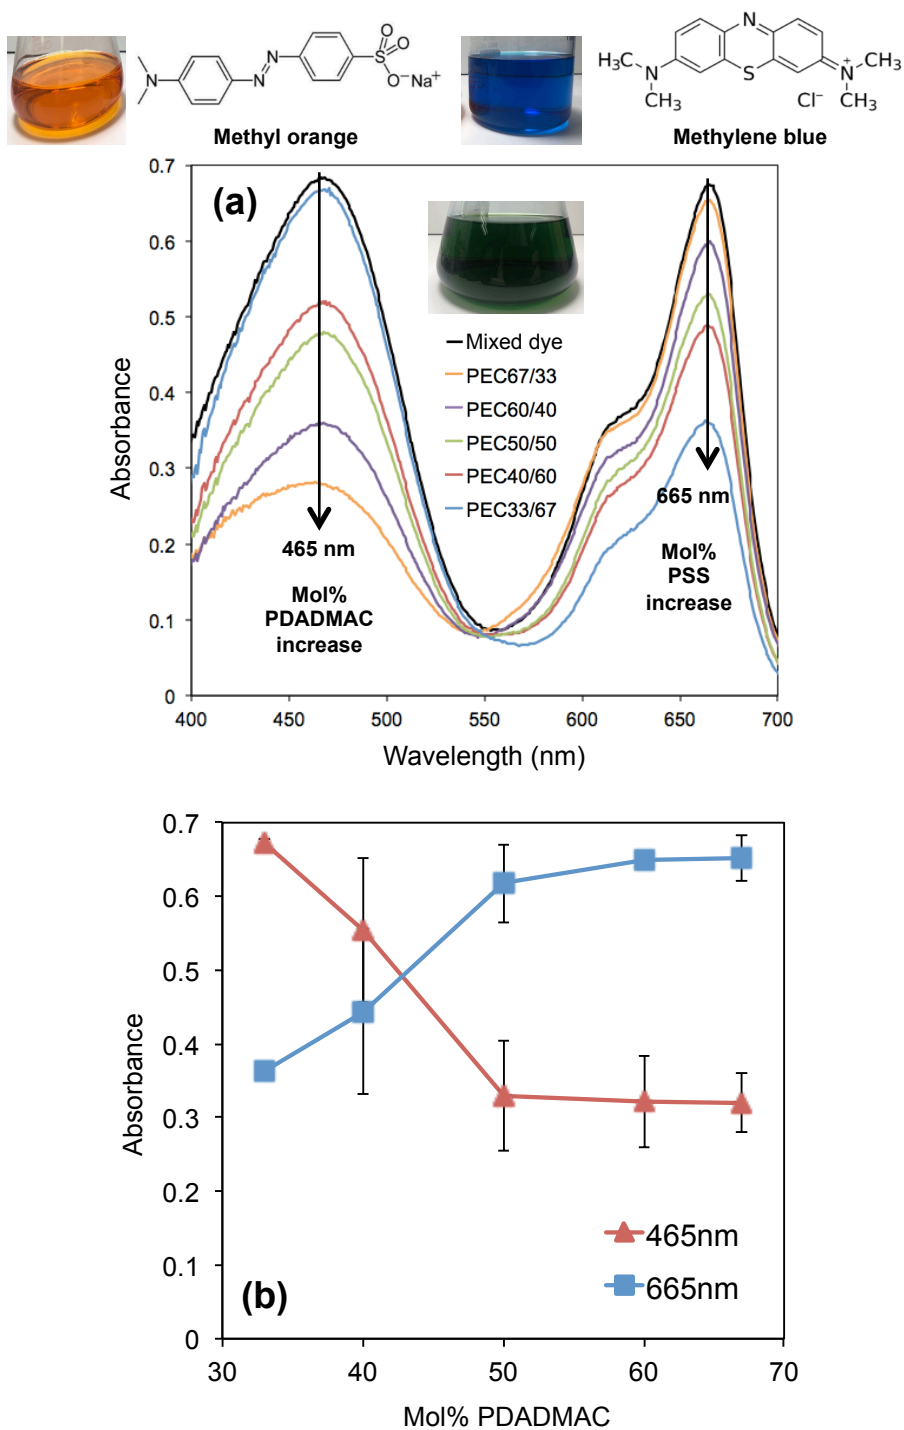 N
N
N
S
O
O
O⁻Na⁺
Methyl orange
N
H₃C
N
CH₃
S
Cl⁻
N⁺
CH₃
CH₃
Methylene blue
(a)
0.7
0.6
0.5
0.4
0.3
0.2
0.1
0
Absorbance
Mixed dye
PEC67/33
PEC60/40
PEC50/50
PEC40/60
PEC33/67
465 nm
Mol%
PDADMAC
increase
665 nm
Mol%
PSS
increase
400
450
500
550
600
650
700
Wavelength (nm)
0.7
0.6
0.5
0.4
0.3
0.2
0.1
0
Absorbance
465nm
665nm
(b)
30
40
50
60
70
Mol% PDADMAC